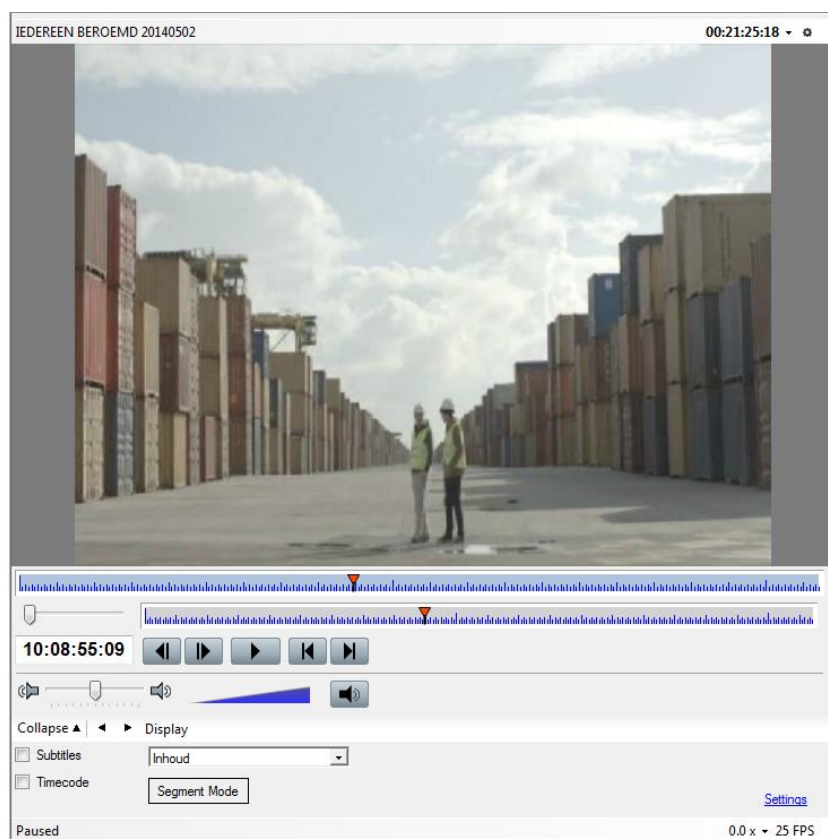 IEDEREEN BEROEMD 20140502 00:21:25:18
10:08:55:09
Collapse Display
Subtitles Inhoud
Timecode Segment Mode
Settings
Paused 0.0 x 25 FPS